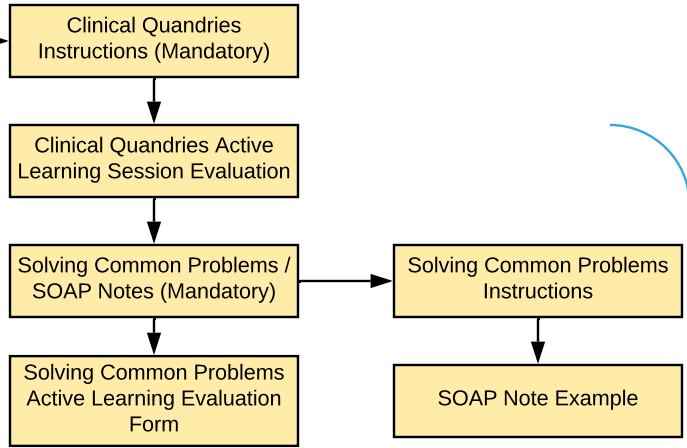 Clinical Quandries
Instructions (Mandatory)
Clinical Quandries Active
Learning Session Evaluation
Solving Common Problems /
SOAP Notes (Mandatory)
Solving Common Problems
Instructions
Solving Common Problems
Active Learning Evaluation
Form
SOAP Note Example